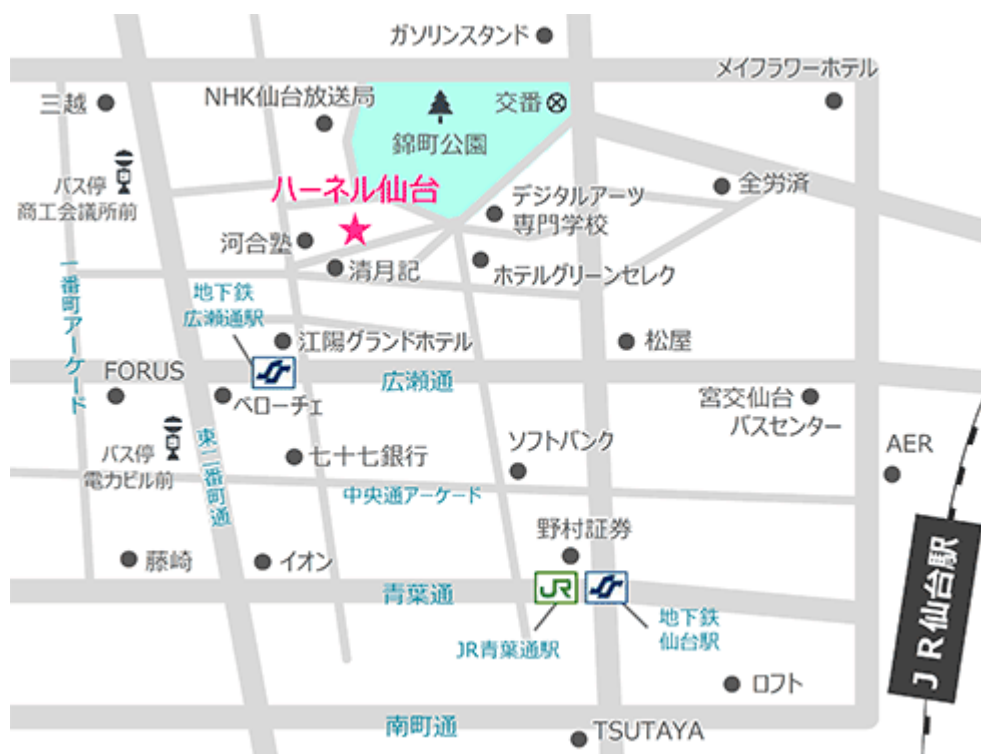 ガソリンスタンド
メイフラワーホテル
三越
NHK仙台放送局
交番
錦町公園
バス停
商工会議所前
ハーネル仙台
デジタルアーツ
専門学校
全労済
河合塾
清月記
ホテルグリーンセレク
一番町アーケード
地下鉄
広瀬通駅
江陽グランドホテル
松屋
FORUS
広瀬通
ベローチェ
宮交仙台
バスセンター
バス停
電力ビル前
東二番町通
七十七銀行
ソフトバンク
AER
中央通アーケード
野村証券
藤崎
イオン
青葉通
JR
JR青葉通駅
地下鉄
仙台駅
JR仙台駅
ロフト
南町通
TSUTAYA